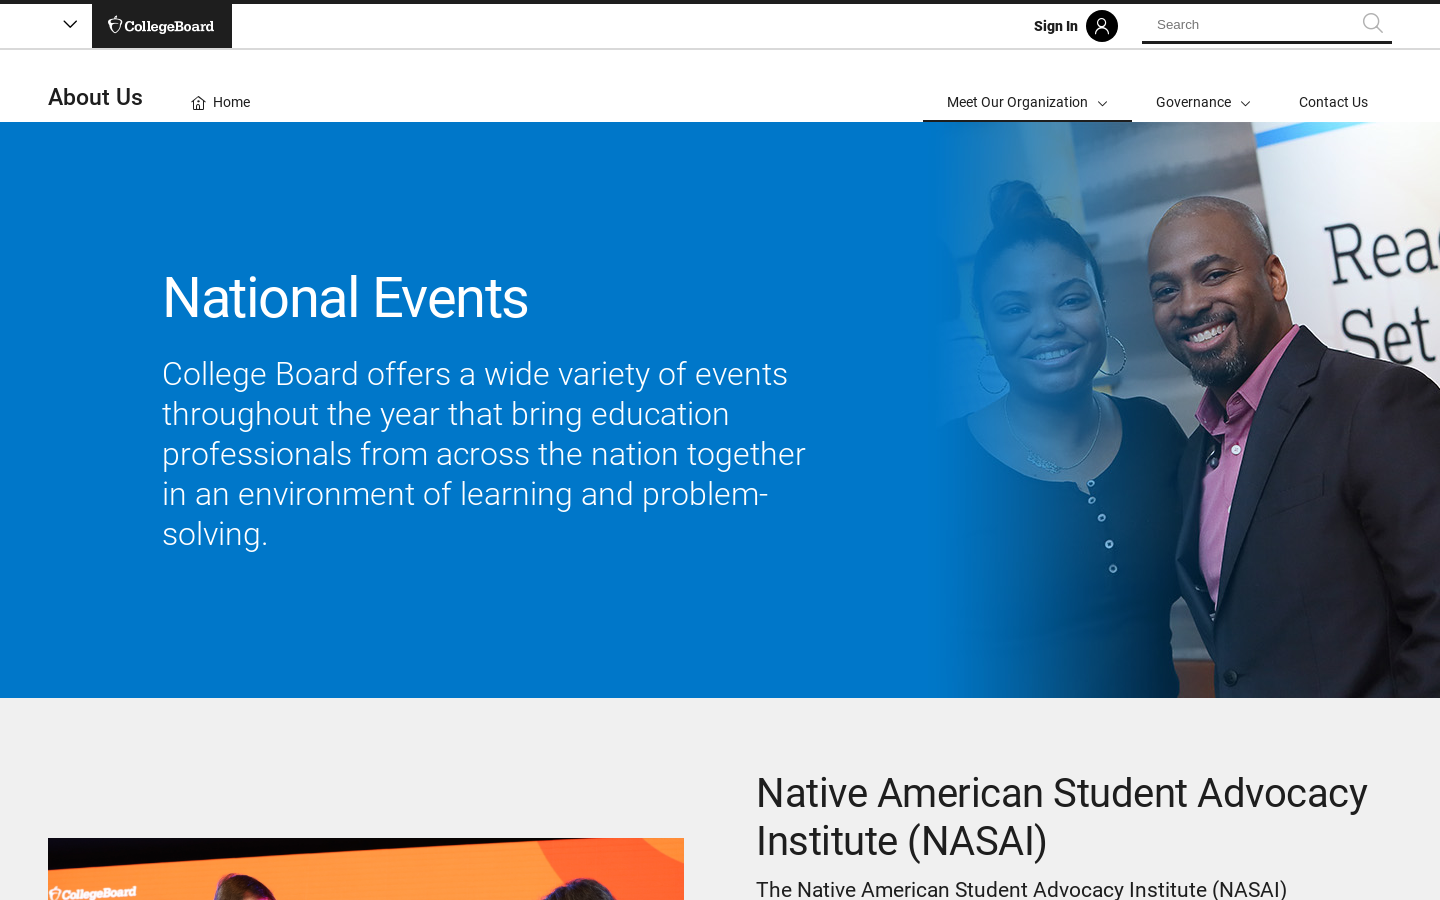 CollegeBoard
Sign In
Search
About Us
Home
Meet Our Organization
Governance
Contact Us
National Events
College Board offers a wide variety of events
throughout the year that bring education
professionals from across the nation together
in an environment of learning and problem-
solving.
Set
Native American Student Advocacy
Institute (NASAI)
The Native American Student Advocacy Institute (NASAI)
CollegeBoard